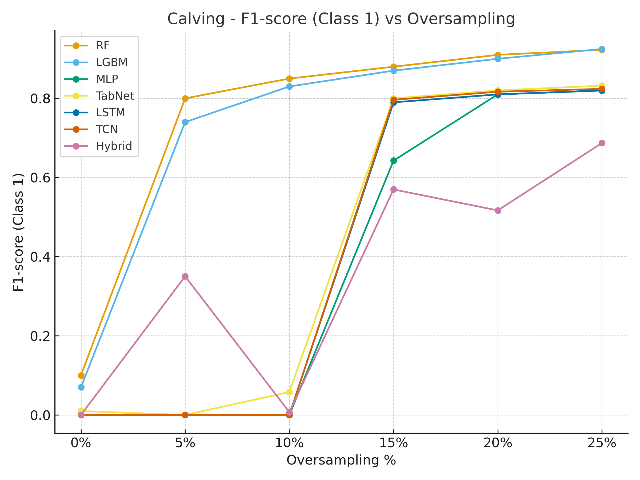 Calving - F1-score (Class 1) vs Oversampling
RF
LGBM
MLP
TabNet
LSTM
TCN
Hybrid
F1-score (Class 1)
0.8
0.6
0.4
0.2
0.0
0%
5%
10%
15%
20%
25%
Oversampling %